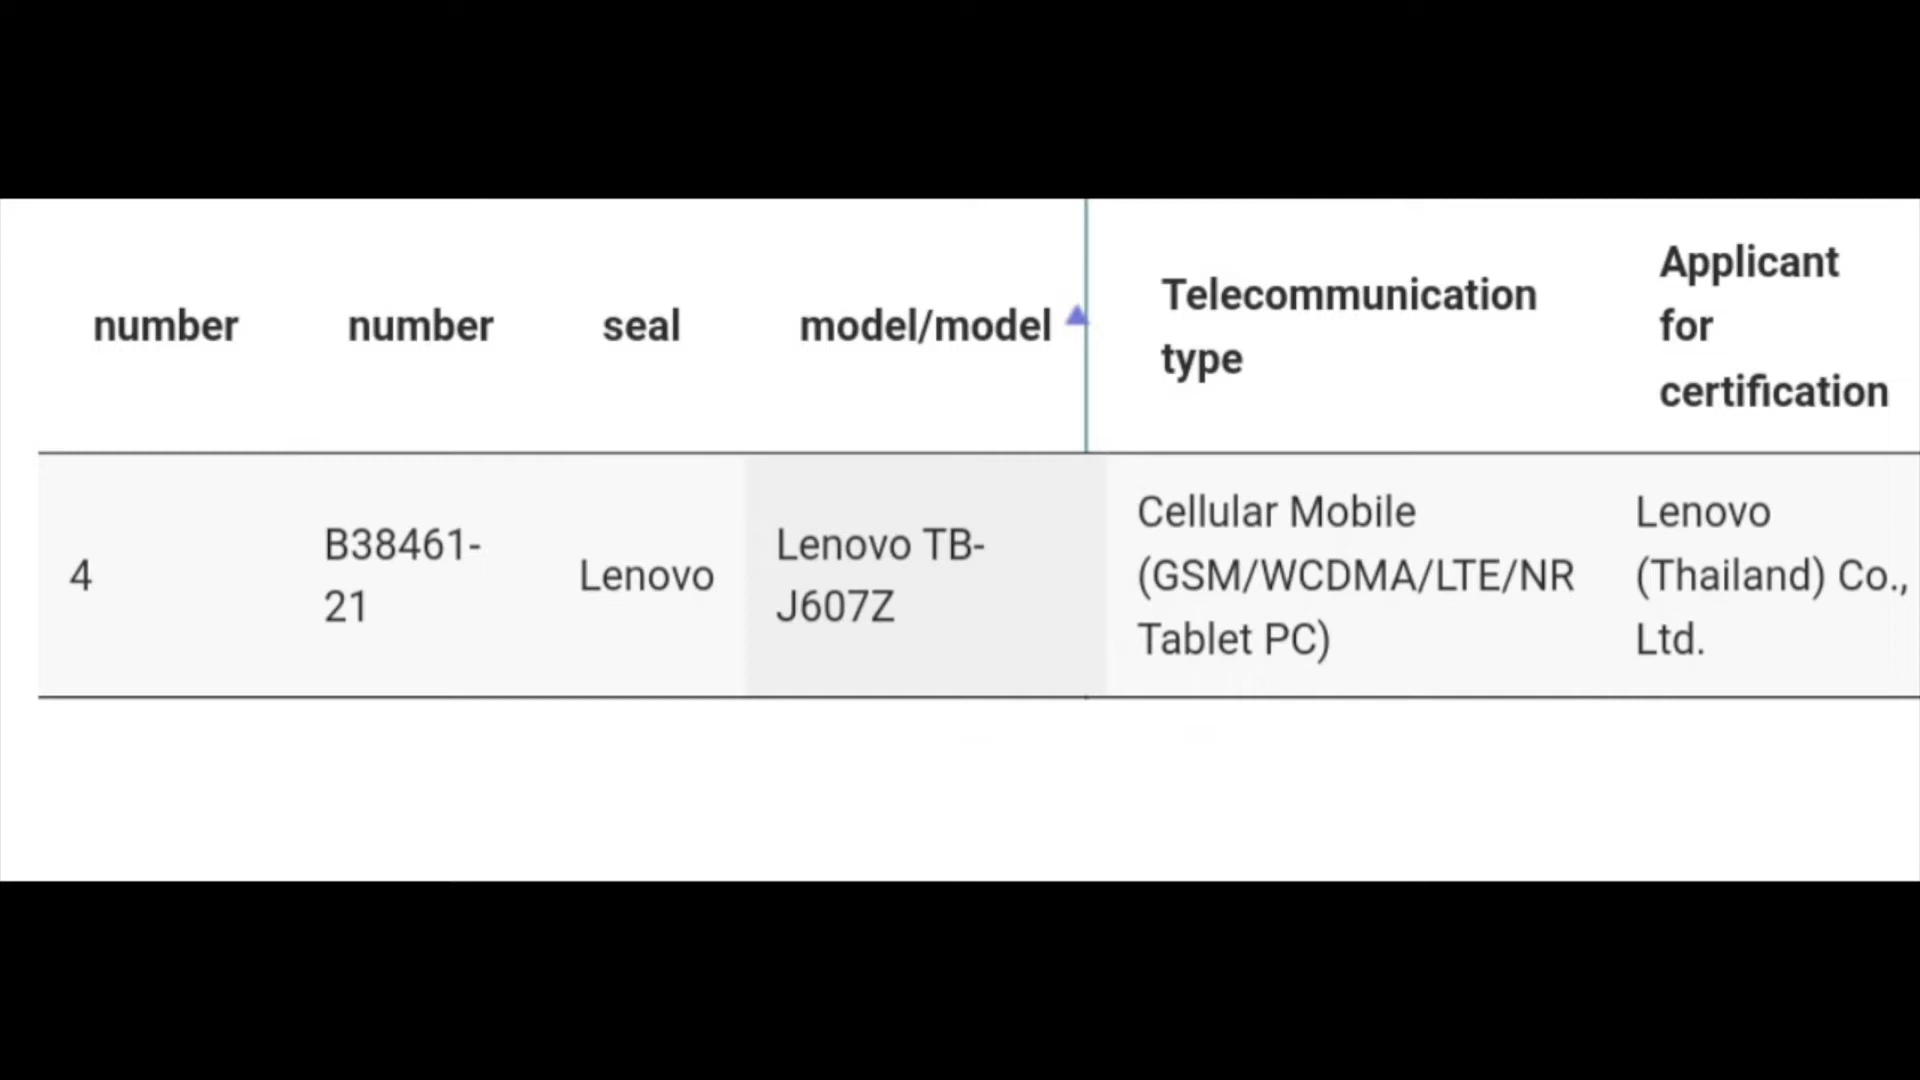 number number seal model/model Telecommunication type Applicant for certification
4 B38461-21 Lenovo Lenovo TB-J607Z Cellular Mobile (GSM/WCDMA/LTE/NR Tablet PC) Lenovo (Thailand) Co., Ltd.